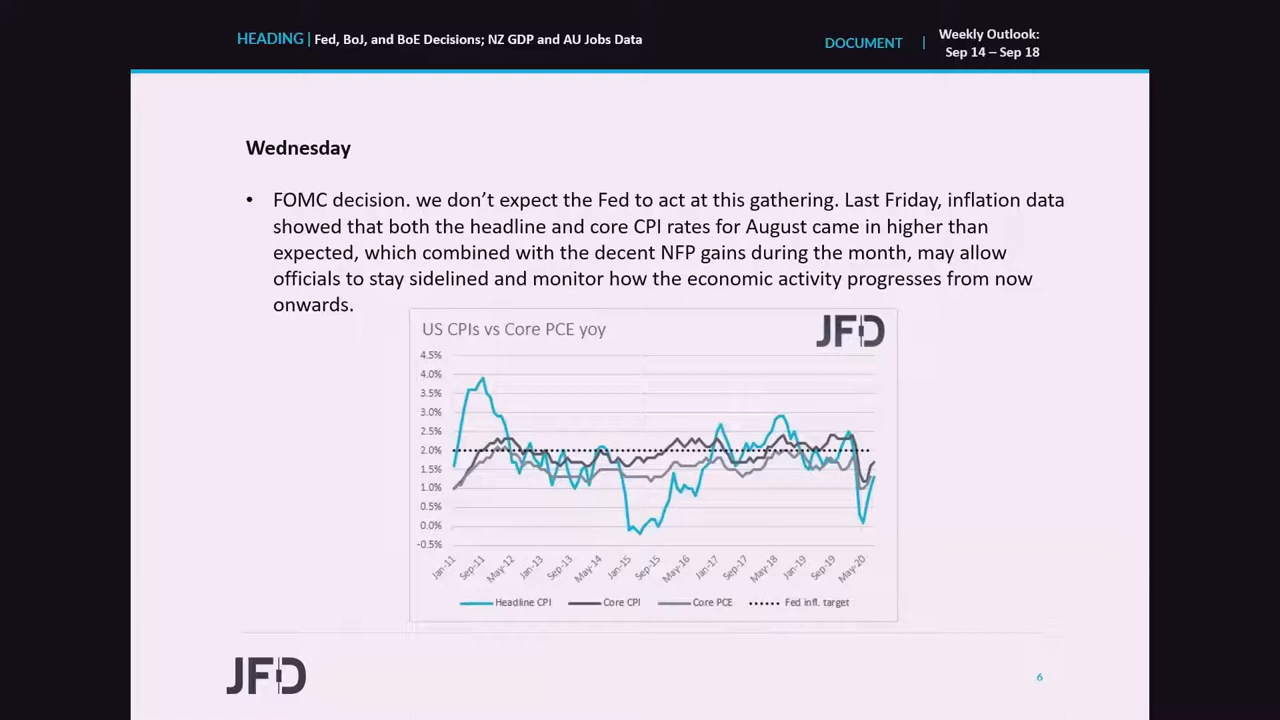 HEADING | Fed, BoJ, and BoE Decisions; NZ GDP and AU Jobs Data
DOCUMENT | Weekly Outlook:
Sep 14 – Sep 18
Wednesday
• FOMC decision. we don’t expect the Fed to act at this gathering. Last Friday, inflation data
showed that both the headline and core CPI rates for August came in higher than
expected, which combined with the decent NFP gains during the month, may allow
officials to stay sidelined and monitor how the economic activity progresses from now
onwards.
US CPIs vs Core PCE yoy
JFD
4.5%
4.0%
3.5%
3.0%
2.5%
2.0%
1.5%
1.0%
0.5%
0.0%
-0.5%
Jan-11 Sep-11 May-12 Jan-13 Sep-13 May-14 Jan-15 Sep-15 May-16 Jan-17 Sep-17 May-18 Jan-19 Sep-19 May-20
Headline CPI Core CPI Core PCE Fed infl. target
JFD
6